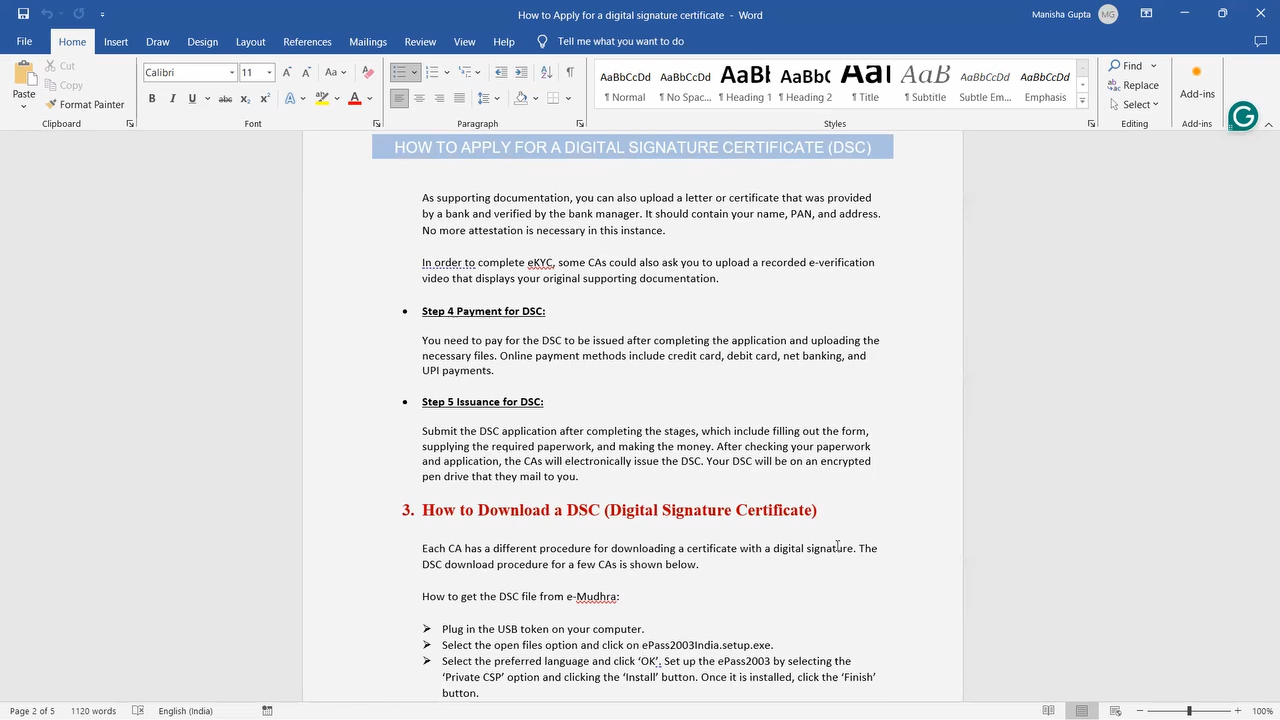 How to Apply for a digital signature certificate - Word
Manisha Gupta MG
File Home Insert Draw Design Layout References Mailings Review View Help Tell me what you want to do
Paste
Cut
Copy
Format Painter
Clipboard
Calibri 11
Font
Paragraph
AaBbCcDd AaBbCcDd AaBb( AaBbC AaB AaB AaBbCcDd AaBbCcDd
¶ Normal ¶ No Spac... ¶ Heading 1 ¶ Heading 2 ¶ Title ¶ Subtitle Subtle Em... Emphasis
Styles
Find
Replace
Select
Editing
Add-ins
Add-ins
HOW TO APPLY FOR A DIGITAL SIGNATURE CERTIFICATE (DSC)
As supporting documentation, you can also upload a letter or certificate that was provided
by a bank and verified by the bank manager. It should contain your name, PAN, and address.
No more attestation is necessary in this instance.
In order to complete eKYC, some CAs could also ask you to upload a recorded e-verification
video that displays your original supporting documentation.
• Step 4 Payment for DSC:
You need to pay for the DSC to be issued after completing the application and uploading the
necessary files. Online payment methods include credit card, debit card, net banking, and
UPI payments.
• Step 5 Issuance for DSC:
Submit the DSC application after completing the stages, which include filling out the form,
supplying the required paperwork, and making the money. After checking your paperwork
and application, the CAs will electronically issue the DSC. Your DSC will be on an encrypted
pen drive that they mail to you.
3. How to Download a DSC (Digital Signature Certificate)
Each CA has a different procedure for downloading a certificate with a digital signature. The
DSC download procedure for a few CAs is shown below.
How to get the DSC file from e-Mudhra:
➢ Plug in the USB token on your computer.
➢ Select the open files option and click on ePass2003India.setup.exe.
➢ Select the preferred language and click ‘OK’. Set up the ePass2003 by selecting the
‘Private CSP’ option and clicking the ‘Install’ button. Once it is installed, click the ‘Finish’
button.
Page 2 of 5 1120 words English (India) 100%